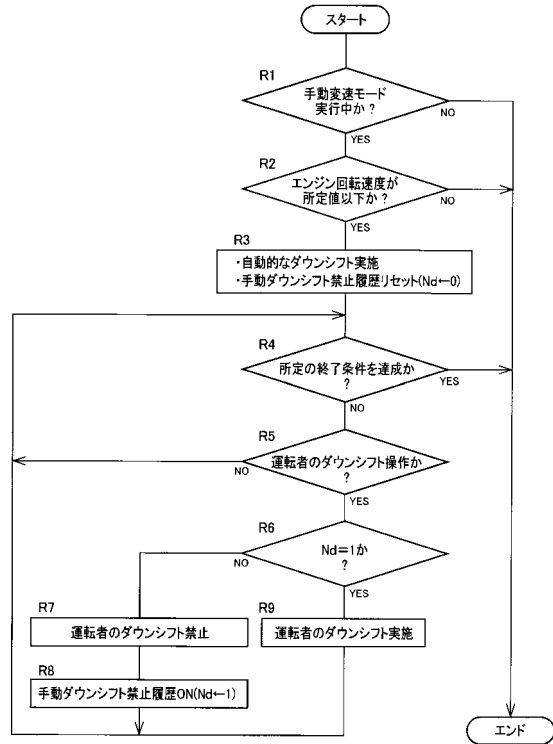 スタート
R1
手動変速モード
実行中か？
NO
YES
R2
エンジン回転速度が
所定値以下か？
NO
YES
R3
・自動的なダウンシフト実施
・手動ダウンシフト禁止履歴リセット(Nd←0)
R4
所定の終了条件を達成か
？
YES
NO
R5
運転者のダウンシフト操作か
？
NO
YES
R6
Nd=1か
？
NO
YES
R7
運転者のダウンシフト禁止
R9
運転者のダウンシフト実施
R8
手動ダウンシフト禁止履歴ON(Nd←1)
エンド